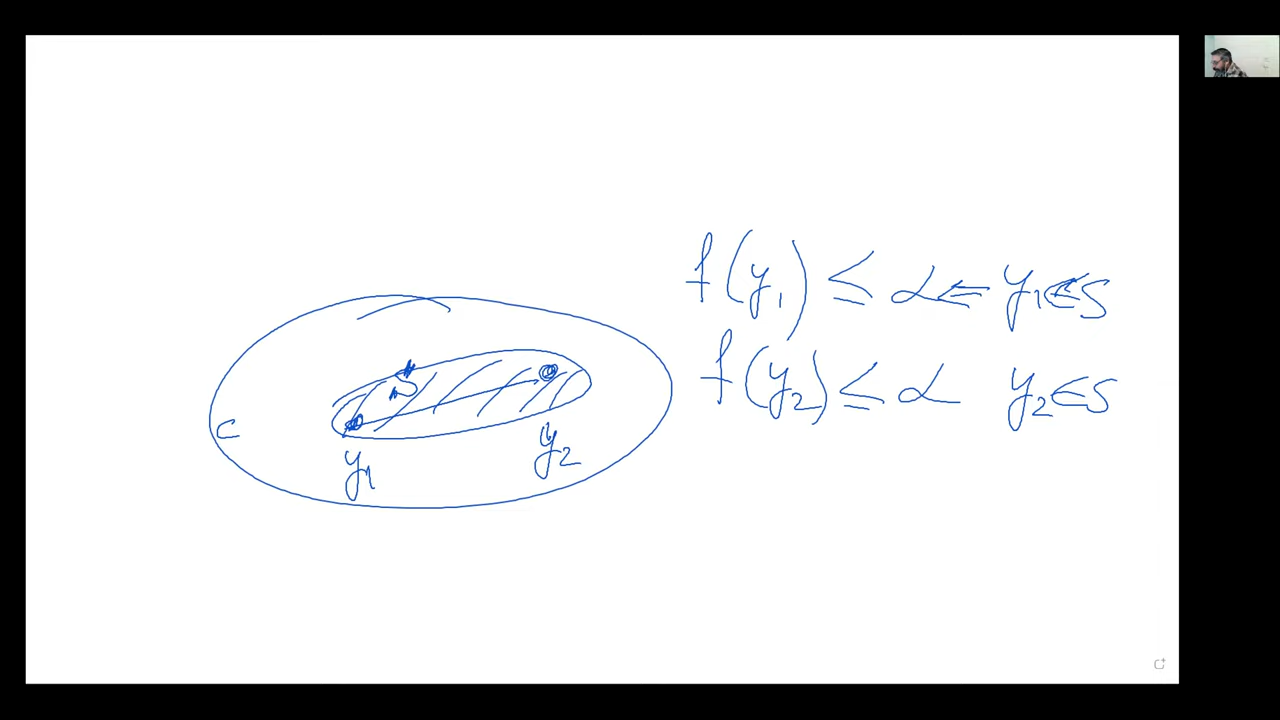 f(y₁) ≤ α ⇐ y₁ ∈ S
f(y₂) ≤ α y₂ ∈ S
S
C
y₁
y₂